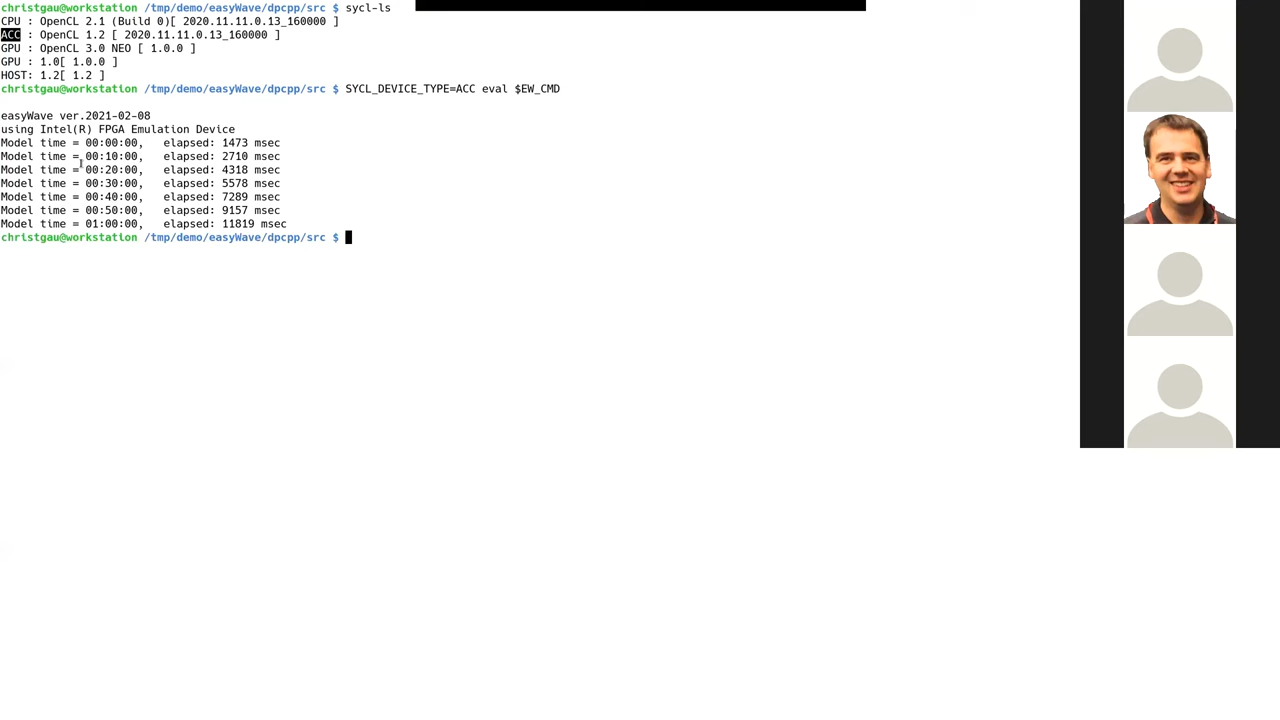 christgau@workstation /tmp/demo/easyWave/dpcpp/src $ sycl-ls
CPU : OpenCL 2.1 (Build 0)[ 2020.11.11.0.13_160000 ]
ACC : OpenCL 1.2 [ 2020.11.11.0.13_160000 ]
GPU : OpenCL 3.0 NEO [ 1.0.0 ]
GPU : 1.0[ 1.0.0 ]
HOST: 1.2[ 1.2 ]
christgau@workstation /tmp/demo/easyWave/dpcpp/src $ SYCL_DEVICE_TYPE=ACC eval $EW_CMD
easyWave ver.2021-02-08
using Intel(R) FPGA Emulation Device
Model time = 00:00:00,   elapsed: 1473 msec
Model time = 00:10:00,   elapsed: 2710 msec
Model time = 00:20:00,   elapsed: 4318 msec
Model time = 00:30:00,   elapsed: 5578 msec
Model time = 00:40:00,   elapsed: 7289 msec
Model time = 00:50:00,   elapsed: 9157 msec
Model time = 01:00:00,   elapsed: 11819 msec
christgau@workstation /tmp/demo/easyWave/dpcpp/src $